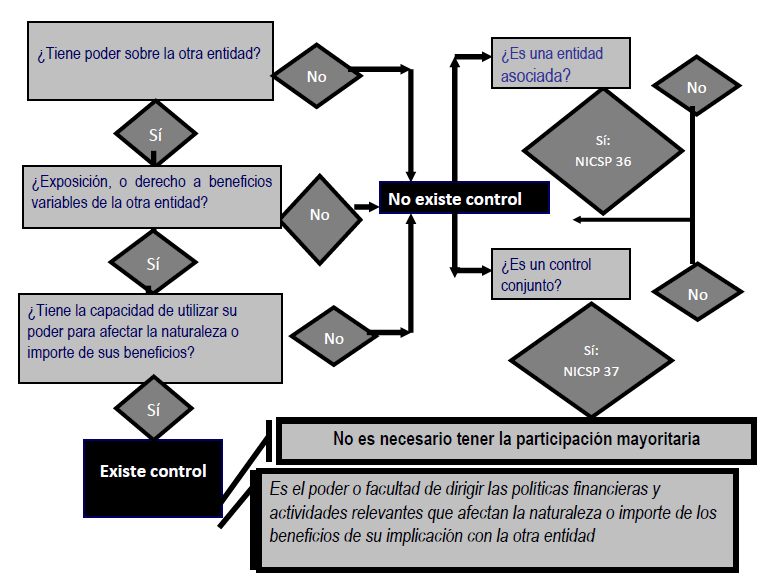 ¿Tiene poder sobre la otra entidad?
No
Sí
¿Exposición, o derecho a beneficios
variables de la otra entidad?
No
Sí
¿Tiene la capacidad de utilizar su
poder para afectar la naturaleza o
importe de sus beneficios?
No
Sí
Existe control
No existe control
¿Es una entidad
asociada?
No
Sí:
NICSP 36
¿Es un control
conjunto?
No
Sí:
NICSP 37
No es necesario tener la participación mayoritaria
Es el poder o facultad de dirigir las políticas financieras y
actividades relevantes que afectan la naturaleza o importe de los
beneficios de su implicación con la otra entidad